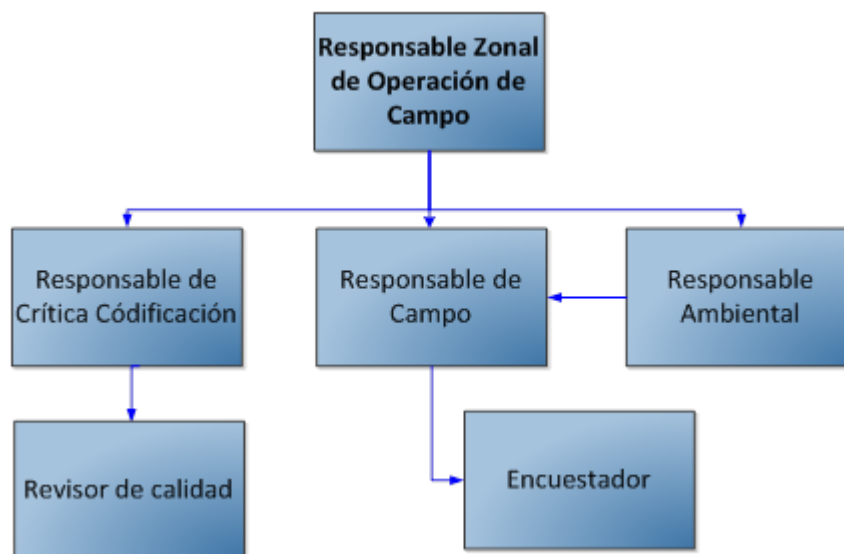 Responsable Zonal
de Operación de
Campo
Responsable de
Crítica Códificación
Responsable de
Campo
Responsable
Ambiental
Revisor de calidad
Encuestador